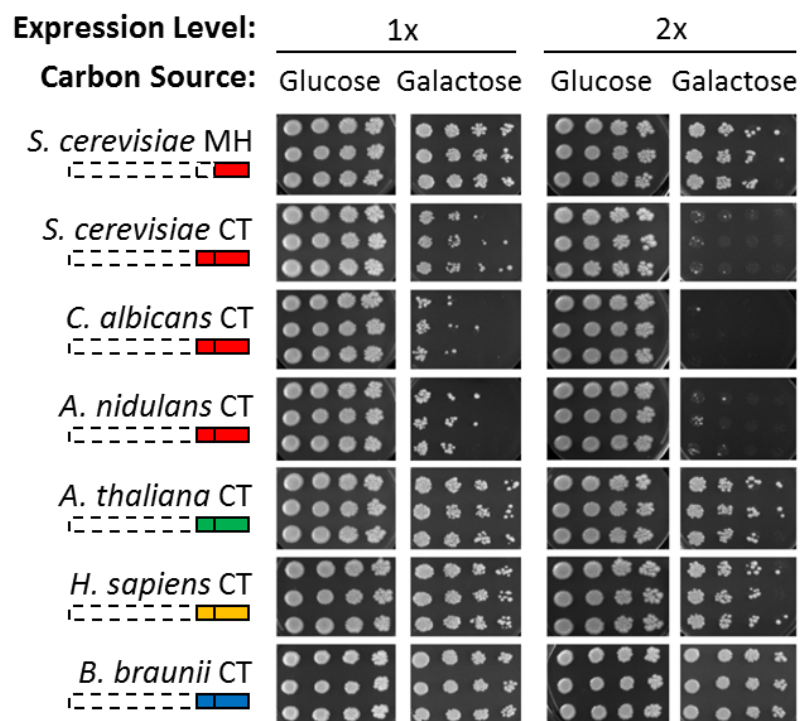 Expression Level: 1x 2x
Carbon Source: Glucose Galactose Glucose Galactose
S. cerevisiae MH
S. cerevisiae CT
C. albicans CT
A. nidulans CT
A. thaliana CT
H. sapiens CT
B. braunii CT